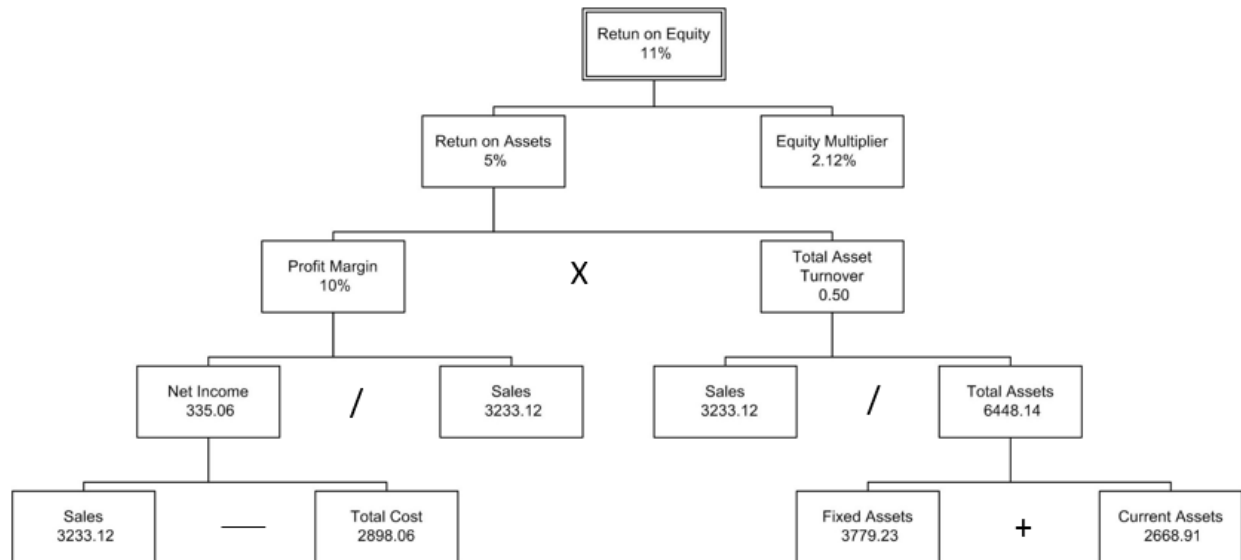 Retun on Equity
11%
Retun on Assets
5%
Equity Multiplier
2.12%
Profit Margin
10%
X
Total Asset
Turnover
0.50
Net Income
335.06
/
Sales
3233.12
Sales
3233.12
/
Total Assets
6448.14
Sales
3233.12
—
Total Cost
2898.06
Fixed Assets
3779.23
+
Current Assets
2668.91